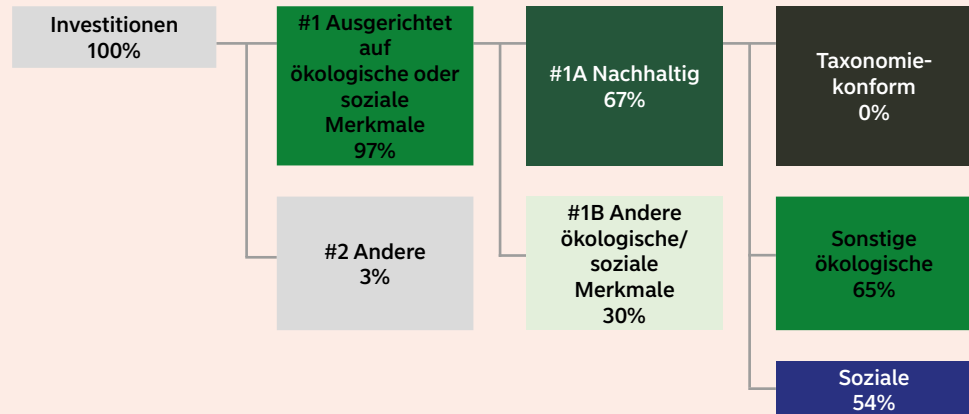 Investitionen
100%
#1 Ausgerichtet
auf
ökologische oder
soziale
Merkmale
97%
#1A Nachhaltig
67%
Taxonomie-
konform
0%
#2 Andere
3%
#1B Andere
ökologische/
soziale
Merkmale
30%
Sonstige
ökologische
65%
Soziale
54%